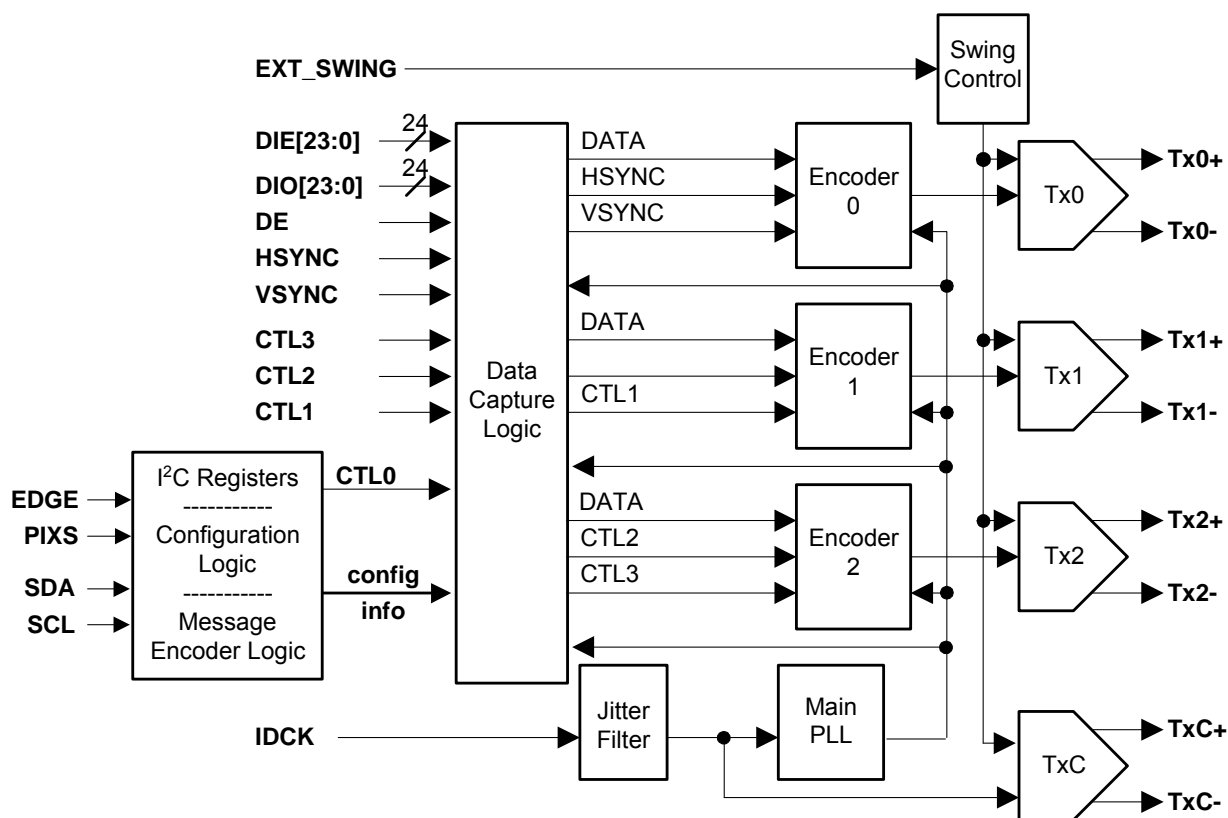 EXT_SWING
Swing
Control
DIE[23:0]
24
DIO[23:0]
24
DE
HSYNC
VSYNC
CTL3
CTL2
CTL1
I²C Registers
-----------
Configuration
Logic
-----------
Message
Encoder Logic
EDGE
PIXS
SDA
SCL
CTL0
config
info
Data
Capture
Logic
DATA
HSYNC
VSYNC
Encoder
0
DATA
CTL1
Encoder
1
DATA
CTL2
CTL3
Encoder
2
Tx0
Tx0+
Tx0-
Tx1
Tx1+
Tx1-
Tx2
Tx2+
Tx2-
IDCK
Jitter
Filter
Main
PLL
TxC
TxC+
TxC-